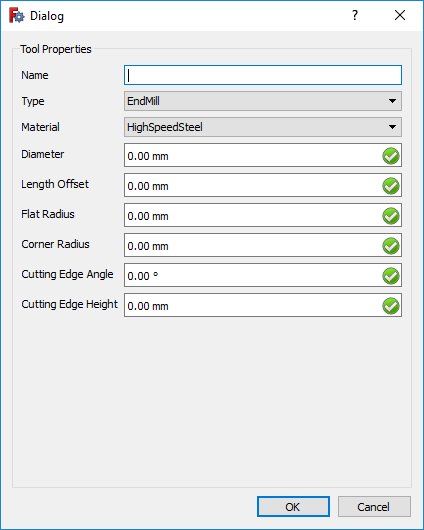 Dialog
Tool Properties
Name
Type EndMill
Material HighSpeedSteel
Diameter 0.00 mm
Length Offset 0.00 mm
Flat Radius 0.00 mm
Corner Radius 0.00 mm
Cutting Edge Angle 0.00 °
Cutting Edge Height 0.00 mm
OK Cancel